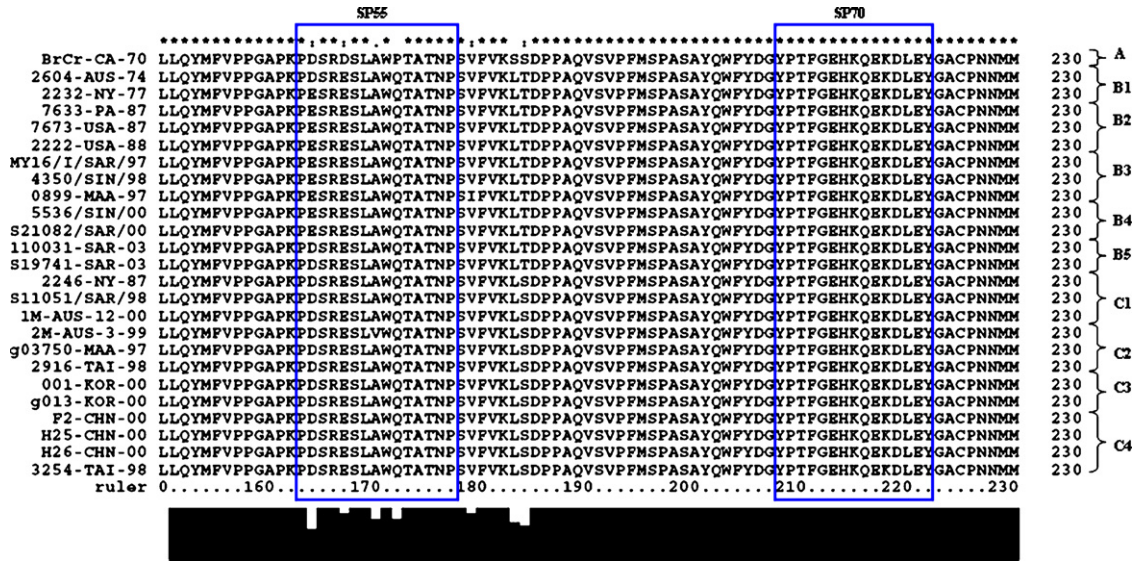 SP55 SP70
**************:**:**.* ******:*** :**********************************************
BrCr-CA-70 LLQYMFVPPGAPKPDSRDSLAWPTATNPSVFVKSSDPPAQVSVPFMSPASAYQWFYDGYPTFGEHKQEKDLEYGACPNNMM 230 A
2604-AUS-74 LLQYMFVPPGAPKPESRESLAWQTATNPSVFVKLTDPPAQVSVPFMSPASAYQWFYDGYPTFGEHKQEKDLEYGACPNNMM 230
2232-NY-77 LLQYMFVPPGAPKPESRESLAWQTATNPSVFVKLTDPPAQVSVPFMSPASAYQWFYDGYPTFGEHKQEKDLEYGACPNNMM 230 B1
7633-PA-87 LLQYMFVPPGAPKPESRESLAWQTATNPSVFVKLTDPPAQVSVPFMSPASAYQWFYDGYPTFGEHKQEKDLEYGACPNNMM 230
7673-USA-87 LLQYMFVPPGAPKPESRESLAWQTATNPSVFVKLTDPPAQVSVPFMSPASAYQWFYDGYPTFGEHKQEKDLEYGACPNNMM 230 B2
2222-USA-88 LLQYMFVPPGAPKPESRESLAWQTATNPSVFVKLTDPPAQVSVPFMSPASAYQWFYDGYPTFGEHKQEKDLEYGACPNNMM 230
MY16/I/SAR/97 LLQYMFVPPGAPKPESRESLAWQTATNPSVFVKLTDPPAQVSVPFMSPASAYQWFYDGYPTFGEHKQEKDLEYGACPNNMM 230
4350/SIN/98 LLQYMFVPPGAPKPESRESLAWQTATNPSVFVKLTDPPAQVSVPFMSPASAYQWFYDGYPTFGEHKQEKDLEYGACPNNMM 230 B3
0899-MAA-97 LLQYMFVPPGAPKPESRESLAWQTATNPSIFVKLTDPPAQVSVPFMSPASAYQWFYDGYPTFGEHKQEKDLEYGACPNNMM 230
5536/SIN/00 LLQYMFVPPGAPKPESRESLAWQTATNPSVFVKLTDPPAQVSVPFMSPASAYQWFYDGYPTFGEHKQEKDLEYGACPNNMM 230
S21082/SAR/00 LLQYMFVPPGAPKPESRESLAWQTATNPSVFVKLTDPPAQVSVPFMSPASAYQWFYDGYPTFGEHKQEKDLEYGACPNNMM 230 B4
110031-SAR-03 LLQYMFVPPGAPKPDSRESLAWQTATNPSVFVKLTDPPAQVSVPFMSPASAYQWFYDGYPTFGEHKQEKDLEYGACPNNMM 230
S19741-SAR-03 LLQYMFVPPGAPKPDSRESLAWQTATNPSVFVKLTDPPAQVSVPFMSPASAYQWFYDGYPTFGEHKQEKDLEYGACPNNMM 230 B5
2246-NY-87 LLQYMFVPPGAPKPDSRESLAWQTATNPSVFVKLSDPPAQVSVPFMSPASAYQWFYDGYPTFGEHKQEKDLEYGACPNNMM 230
S11051/SAR/98 LLQYMFVPPGAPKPDSRESLAWQTATNPSVFVKLSDPPAQVSVPFMSPASAYQWFYDGYPTFGEHKQEKDLEYGACPNNMM 230 C1
1M-AUS-12-00 LLQYMFVPPGAPKPDSRESLAWQTATNPSVFVKLSDPPAQVSVPFMSPASAYQWFYDGYPTFGEHKQEKDLEYGACPNNMM 230
2M-AUS-3-99 LLQYMFVPPGAPKPDSRESLVWPTATNPSVFVKLSDPPAQVSVPFMSPASAYQWFYDGYPTFGEHKQEKDLEYGACPNNMM 230
g03750-MAA-97 LLQYMFVPPGAPKPDSRESLAWQTATNPSVFVKLSDPPAQVSVPFMSPASAYQWFYDGYPTFGEHKQEKDLEYGACPNNMM 230 C2
2916-TAI-98 LLQYMFVPPGAPKPDSRESLAWQTATNPSVFVKLSDPPAQVSVPFMSPASAYQWFYDGYPTFGEHKQEKDLEYGACPNNMM 230
001-KOR-00 LLQYMFVPPGAPKPDSRESLAWQTATNPSVFVKLSDPPAQVSVPFMSPASAYQWFYDGYPTFGEHKQEKDLEYGACPNNMM 230 C3
g013-KOR-00 LLQYMFVPPGAPKPDSRESLAWQTATNPSVFVKLSDPPAQVSVPFMSPASAYQWFYDGYPTFGEHKQEKDLEYGACPNNMM 230
F2-CHN-00 LLQYMFVPPGAPKPDSRESLAWQTATNPSVFVKLSDPPAQVSVPFMSPASAYQWFYDGYPTFGEHKQEKDLEYGACPNNMM 230
H25-CHN-00 LLQYMFVPPGAPKPDSRESLAWQTATNPSVFVKLSDPPAQVSVPFMSPASAYQWFYDGYPTFGEHKQEKDLEYGACPNNMM 230 C4
H26-CHN-00 LLQYMFVPPGAPKPDSRESLAWQTATNPSVFVKLSDPPAQVSVPFMSPASAYQWFYDGYPTFGEHKQEKDLEYGACPNNMM 230
3254-TAI-98 LLQYMFVPPGAPKPDSRESLAWQTATNPSVFVKLSDPPAQVSVPFMSPASAYQWFYDGYPTFGEHKQEKDLEYGACPNNMM 230
ruler 0.......160.......170.......180.......190.......200.......210.......220.......230